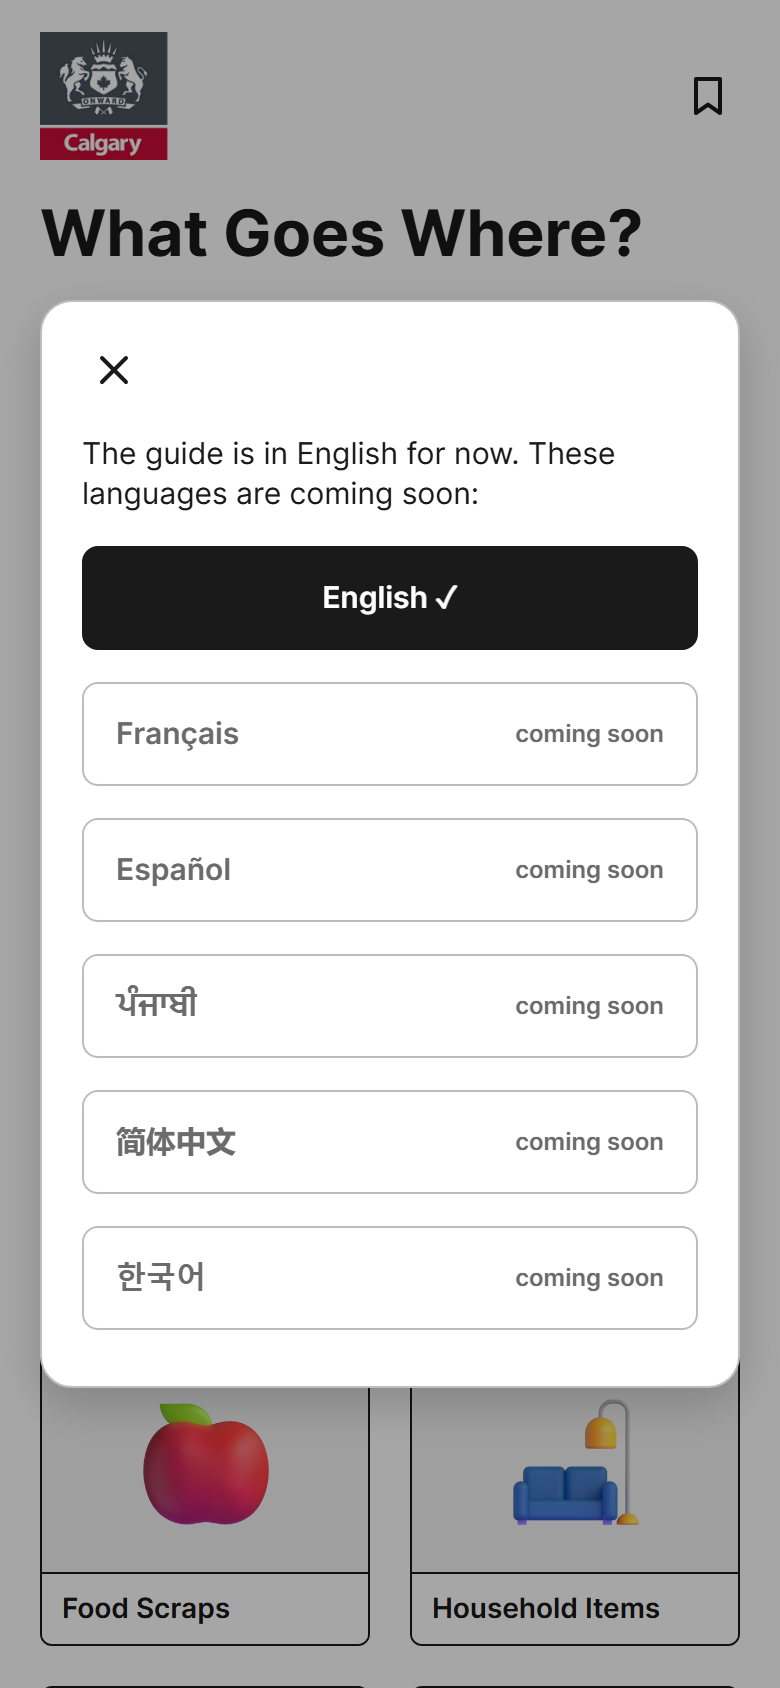 ONWARD
Calgary
What Goes Where?
The guide is in English for now. These
languages are coming soon:
English ✓
Français coming soon
Español coming soon
ਪੰਜਾਬੀ coming soon
简体中文 coming soon
한국어 coming soon
Food Scraps
Household Items